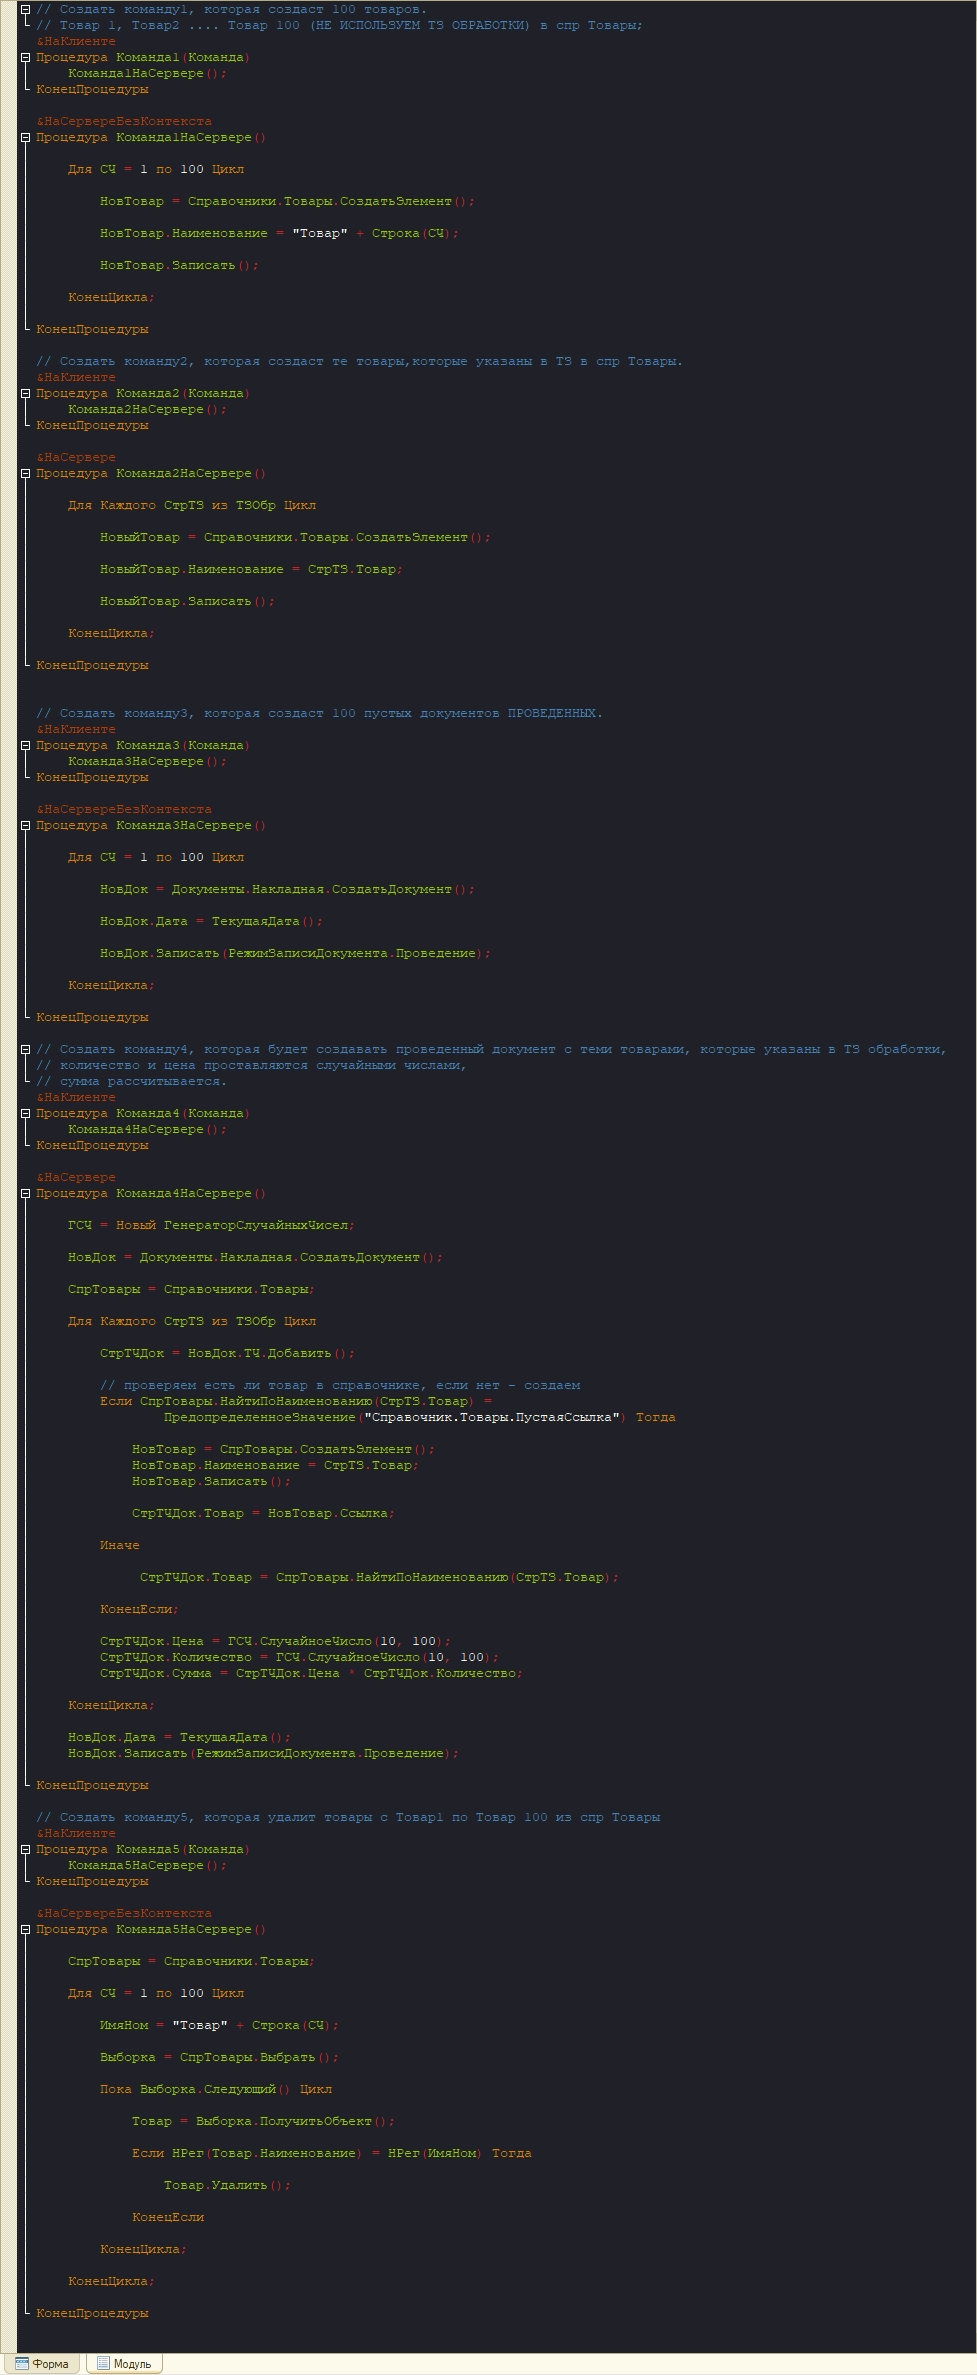 // Создать команду1, которая создаст 100 товаров.
// Товар 1, Товар2 .... Товар 100 (НЕ ИСПОЛЬЗУЕМ ТЗ ОБРАБОТКИ) в спр Товары;
&НаКлиенте
Процедура Команда1(Команда)
Команда1НаСервере();
КонецПроцедуры
&НаСервереБезКонтекста
Процедура Команда1НаСервере()
Для СЧ = 1 по 100 Цикл
НовТовар = Справочники.Товары.СоздатьЭлемент();
НовТовар.Наименование = "Товар" + Строка(СЧ);
НовТовар.Записать();
КонецЦикла;
КонецПроцедуры
// Создать команду2, которая создаст те товары,которые указаны в ТЗ в спр Товары.
&НаКлиенте
Процедура Команда2(Команда)
Команда2НаСервере();
КонецПроцедуры
&НаСервере
Процедура Команда2НаСервере()
Для Каждого СтрТЗ из ТЗОбр Цикл
НовыйТовар = Справочники.Товары.СоздатьЭлемент();
НовыйТовар.Наименование = СтрТЗ.Товар;
НовыйТовар.Записать();
КонецЦикла;
КонецПроцедуры
// Создать команду3, которая создаст 100 пустых документов ПРОВЕДЕННЫХ.
&НаКлиенте
Процедура Команда3(Команда)
Команда3НаСервере();
КонецПроцедуры
&НаСервереБезКонтекста
Процедура Команда3НаСервере()
Для СЧ = 1 по 100 Цикл
НовДок = Документы.Накладная.СоздатьДокумент();
НовДок.Дата = ТекущаяДата();
НовДок.Записать(РежимЗаписиДокумента.Проведение);
КонецЦикла;
КонецПроцедуры
// Создать команду4, которая будет создавать проведенный документ с теми товарами, которые указаны в ТЗ обработки,
// количество и цена проставляются случайными числами,
// сумма рассчитывается.
&НаКлиенте
Процедура Команда4(Команда)
Команда4НаСервере();
КонецПроцедуры
&НаСервере
Процедура Команда4НаСервере()
ГСЧ = Новый ГенераторСлучайныхЧисел;
НовДок = Документы.Накладная.СоздатьДокумент();
СпрТовары = Справочники.Товары;
Для Каждого СтрТЗ из ТЗОбр Цикл
СтрТЧДок = НовДок.ТЧ.Добавить();
// проверяем есть ли товар в справочнике, если нет - создаем
Если СпрТовары.НайтиПоНаименованию(СтрТЗ.Товар) =
ПредопределенноеЗначение("Справочник.Товары.ПустаяСсылка") Тогда
НовТовар = СпрТовары.СоздатьЭлемент();
НовТовар.Наименование = СтрТЗ.Товар;
НовТовар.Записать();
СтрТЧДок.Товар = НовТовар.Ссылка;
Иначе
СтрТЧДок.Товар = СпрТовары.НайтиПоНаименованию(СтрТЗ.Товар);
КонецЕсли;
СтрТЧДок.Цена = ГСЧ.СлучайноеЧисло(10, 100);
СтрТЧДок.Количество = ГСЧ.СлучайноеЧисло(10, 100);
СтрТЧДок.Сумма = СтрТЧДок.Цена * СтрТЧДок.Количество;
КонецЦикла;
НовДок.Дата = ТекущаяДата();
НовДок.Записать(РежимЗаписиДокумента.Проведение);
КонецПроцедуры
// Создать команду5, которая удалит товары с Товар1 по Товар 100 из спр Товары
&НаКлиенте
Процедура Команда5(Команда)
Команда5НаСервере();
КонецПроцедуры
&НаСервереБезКонтекста
Процедура Команда5НаСервере()
СпрТовары = Справочники.Товары;
Для СЧ = 1 по 100 Цикл
ИмяНом = "Товар" + Строка(СЧ);
Выборка = СпрТовары.Выбрать();
Пока Выборка.Следующий() Цикл
Товар = Выборка.ПолучитьОбъект();
Если НРег(Товар.Наименование) = НРег(ИмяНом) Тогда
Товар.Удалить();
КонецЕсли
КонецЦикла;
КонецЦикла;
КонецПроцедуры
Форма Модуль